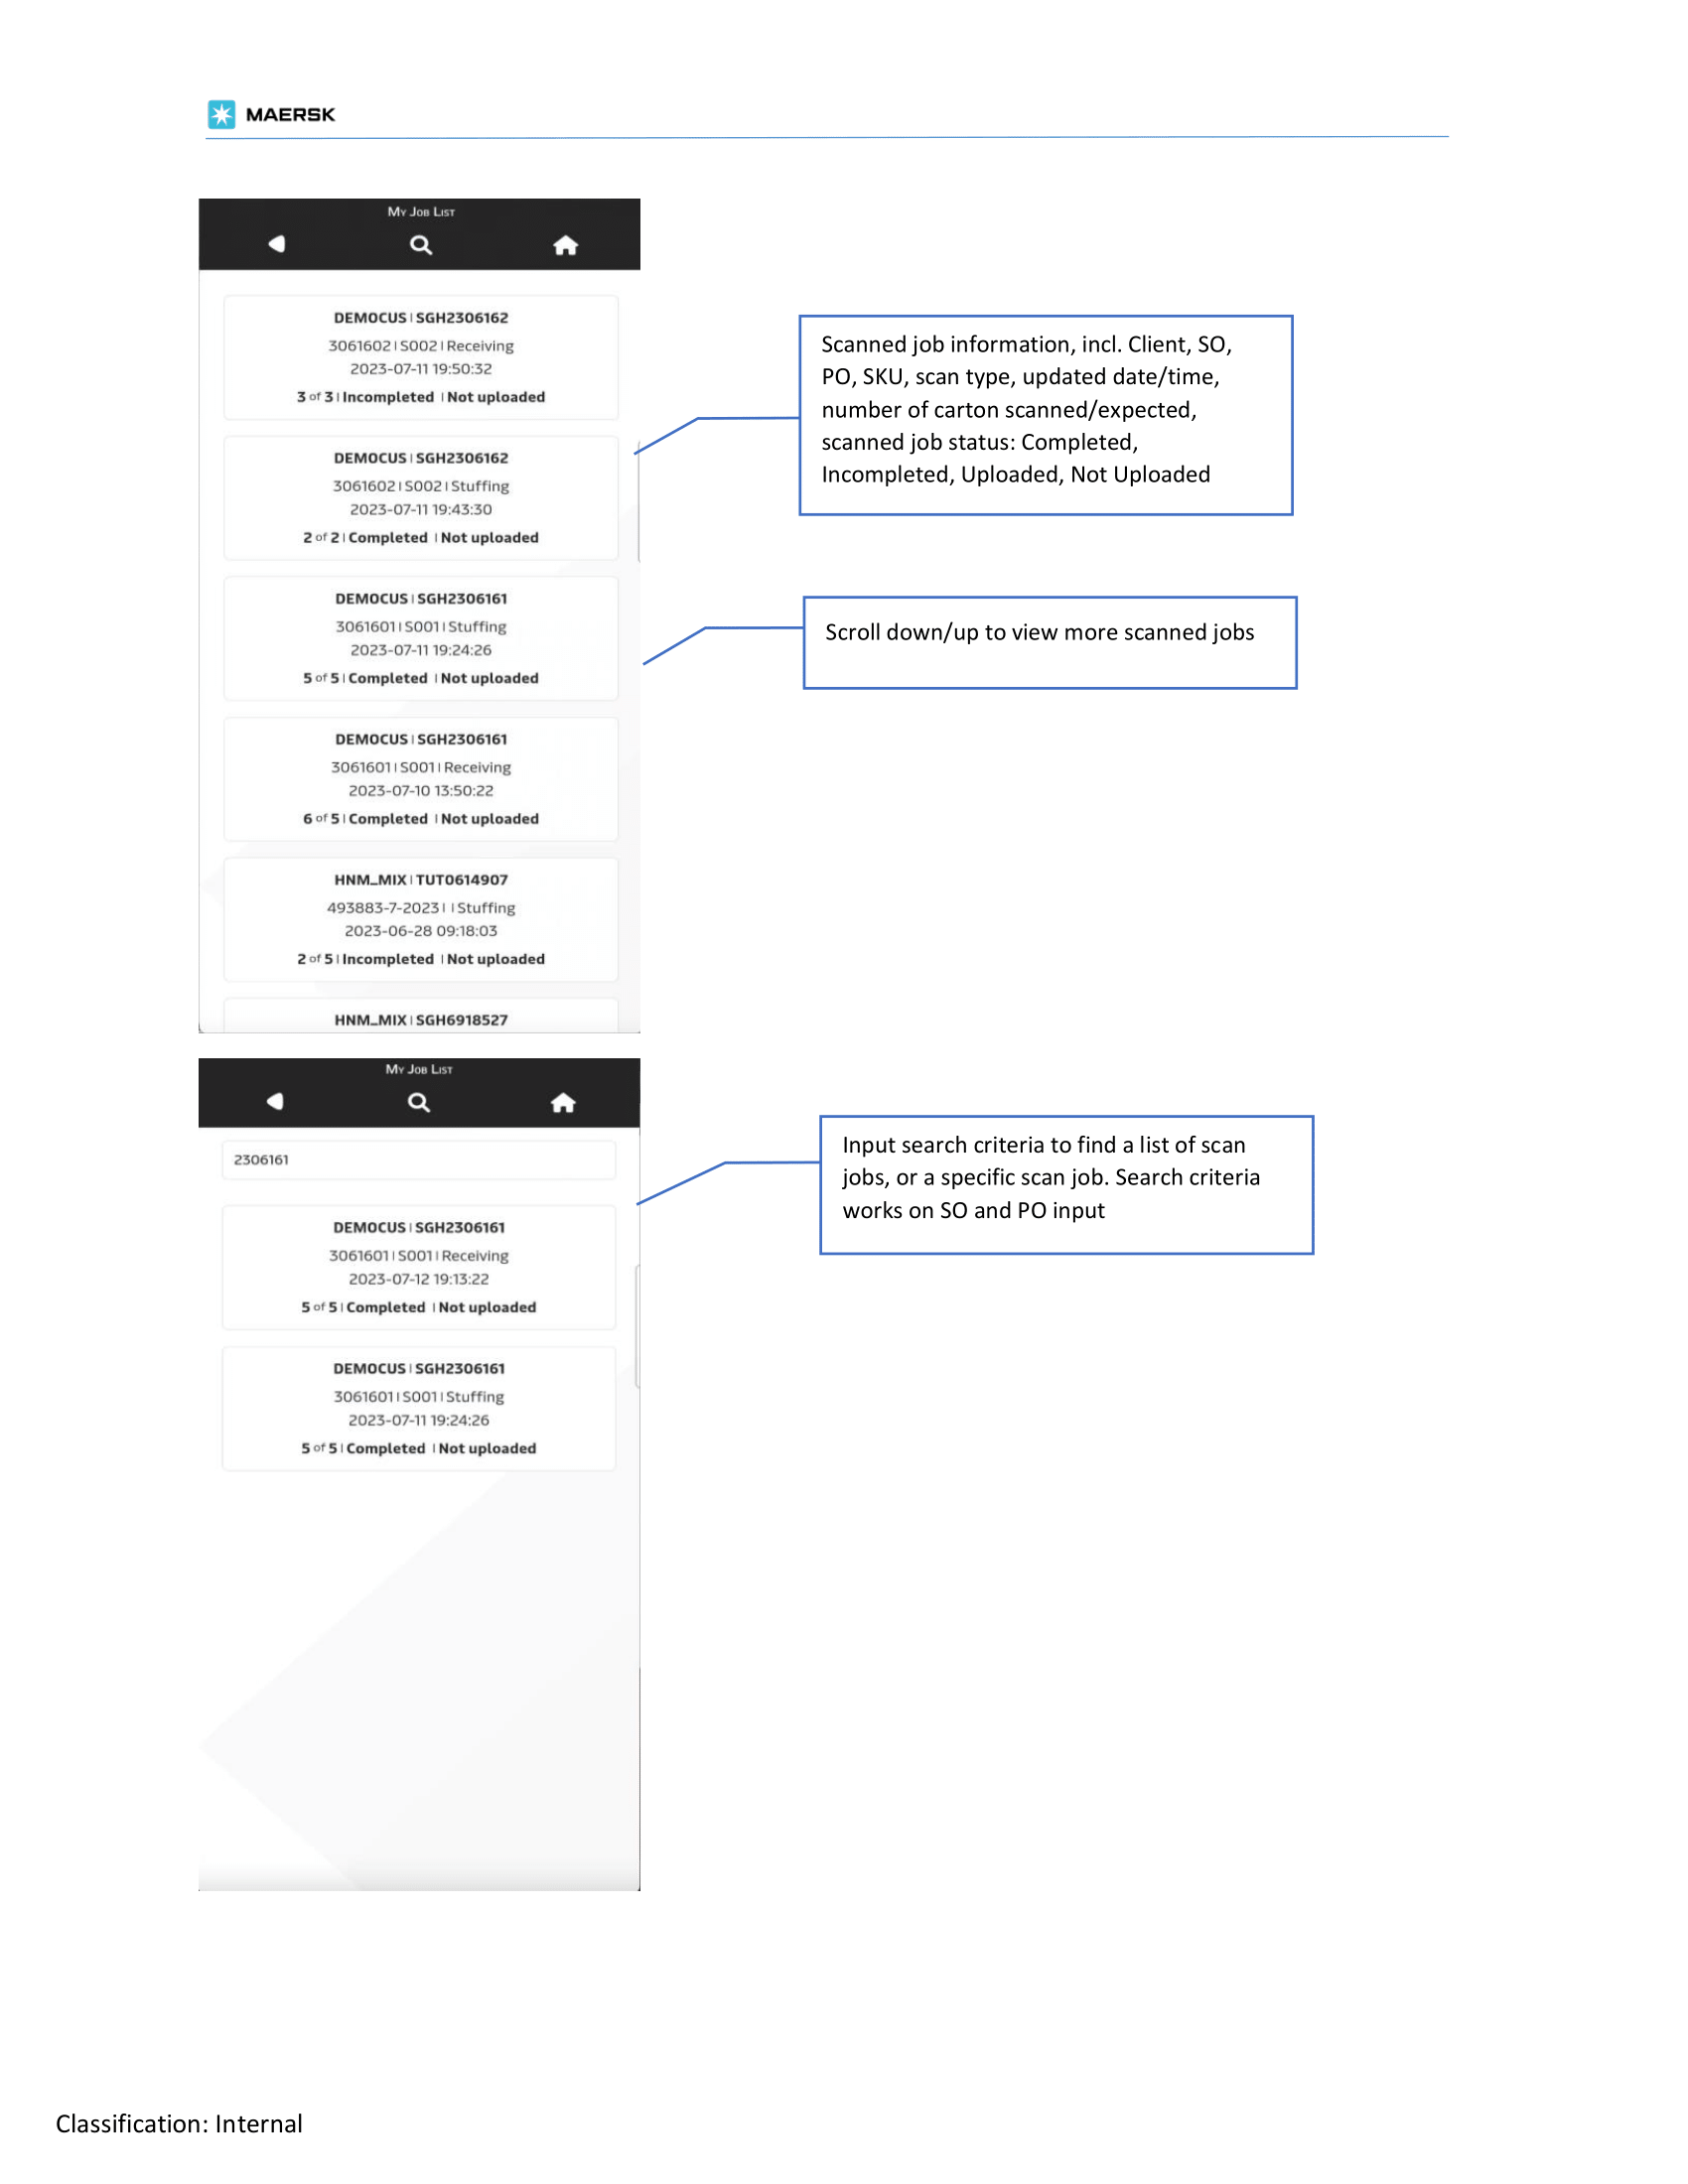 MAERSK
My Job List
DEMOCUS | SGH2306162
3061602 | S002 | Receiving
2023-07-11 19:50:32
3 of 3 | Incompleted | Not uploaded
DEMOCUS | SGH2306162
3061602 | S002 | Stuffing
2023-07-11 19:43:30
2 of 2 | Completed | Not uploaded
DEMOCUS | SGH2306161
3061601 | S001 | Stuffing
2023-07-11 19:24:26
5 of 5 | Completed | Not uploaded
DEMOCUS | SGH2306161
3061601 | S001 | Receiving
2023-07-10 13:50:22
6 of 5 | Completed | Not uploaded
HNM_MIX | TUT0614907
493883-7-2023 | | Stuffing
2023-06-28 09:18:03
2 of 5 | Incompleted | Not uploaded
HNM_MIX | SGH6918527
Scanned job information, incl. Client, SO,
PO, SKU, scan type, updated date/time,
number of carton scanned/expected,
scanned job status: Completed,
Incompleted, Uploaded, Not Uploaded
Scroll down/up to view more scanned jobs
My Job List
2306161
DEMOCUS | SGH2306161
3061601 | S001 | Receiving
2023-07-12 19:13:22
5 of 5 | Completed | Not uploaded
DEMOCUS | SGH2306161
3061601 | S001 | Stuffing
2023-07-11 19:24:26
5 of 5 | Completed | Not uploaded
Input search criteria to find a list of scan
jobs, or a specific scan job. Search criteria
works on SO and PO input
Classification: Internal